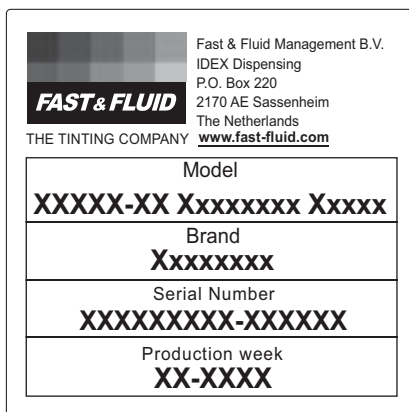 FAST & FLUID
THE TINTING COMPANY
Fast & Fluid Management B.V.
IDEX Dispensing
P.O. Box 220
2170 AE Sassenheim
The Netherlands
www.fast-fluid.com
Model
XXXXX-XX Xxxxxxxx Xxxxx
Brand
Xxxxxxxx
Serial Number
XXXXXXXXX-XXXXXX
Production week
XX-XXXX